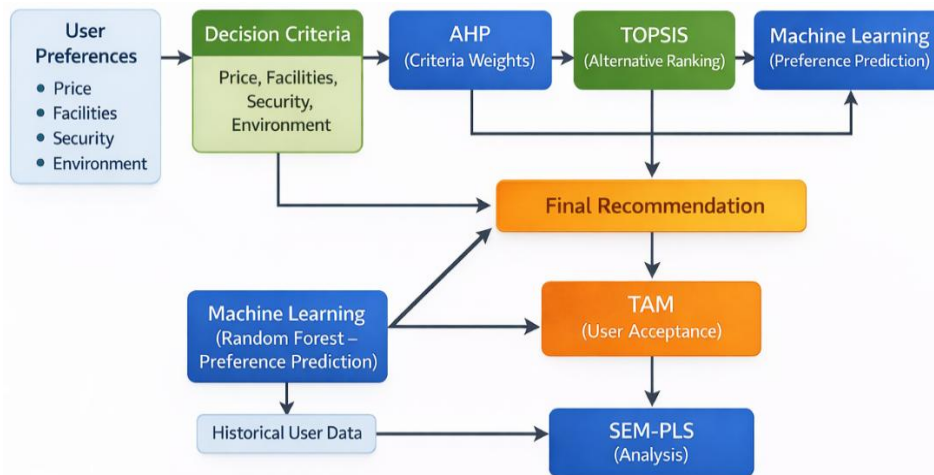 User
Preferences
• Price
• Facilities
• Security
• Environment
Decision Criteria
Price, Facilities,
Security,
Environment
AHP
(Criteria Weights)
TOPSIS
(Alternative Ranking)
Machine Learning
(Preference Prediction)
Final Recommendation
Machine Learning
(Random Forest –
Preference Prediction)
TAM
(User Acceptance)
Historical User Data
SEM-PLS
(Analysis)